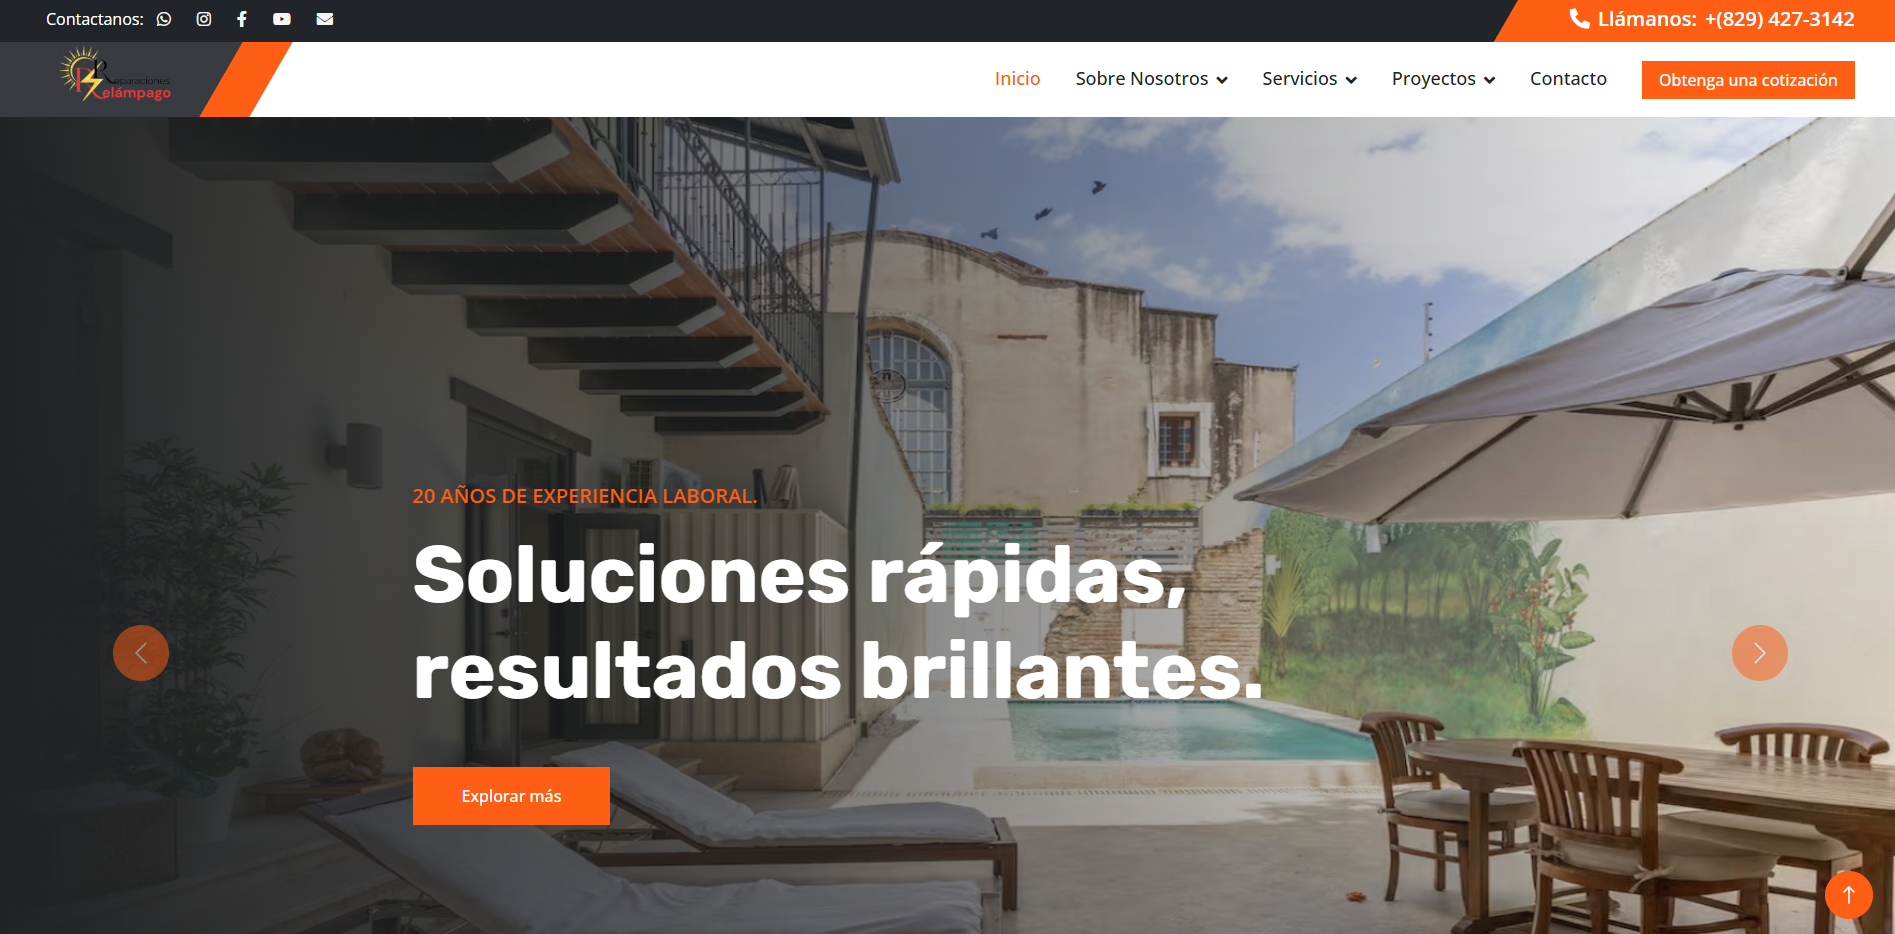 Contactanos:
Llámanos: +(829) 427-3142
Reparaciones
Relámpago
Inicio
Sobre Nosotros
Servicios
Proyectos
Contacto
Obtenga una cotización
20 AÑOS DE EXPERIENCIA LABORAL.
Soluciones rápidas,
resultados brillantes.
Explorar más